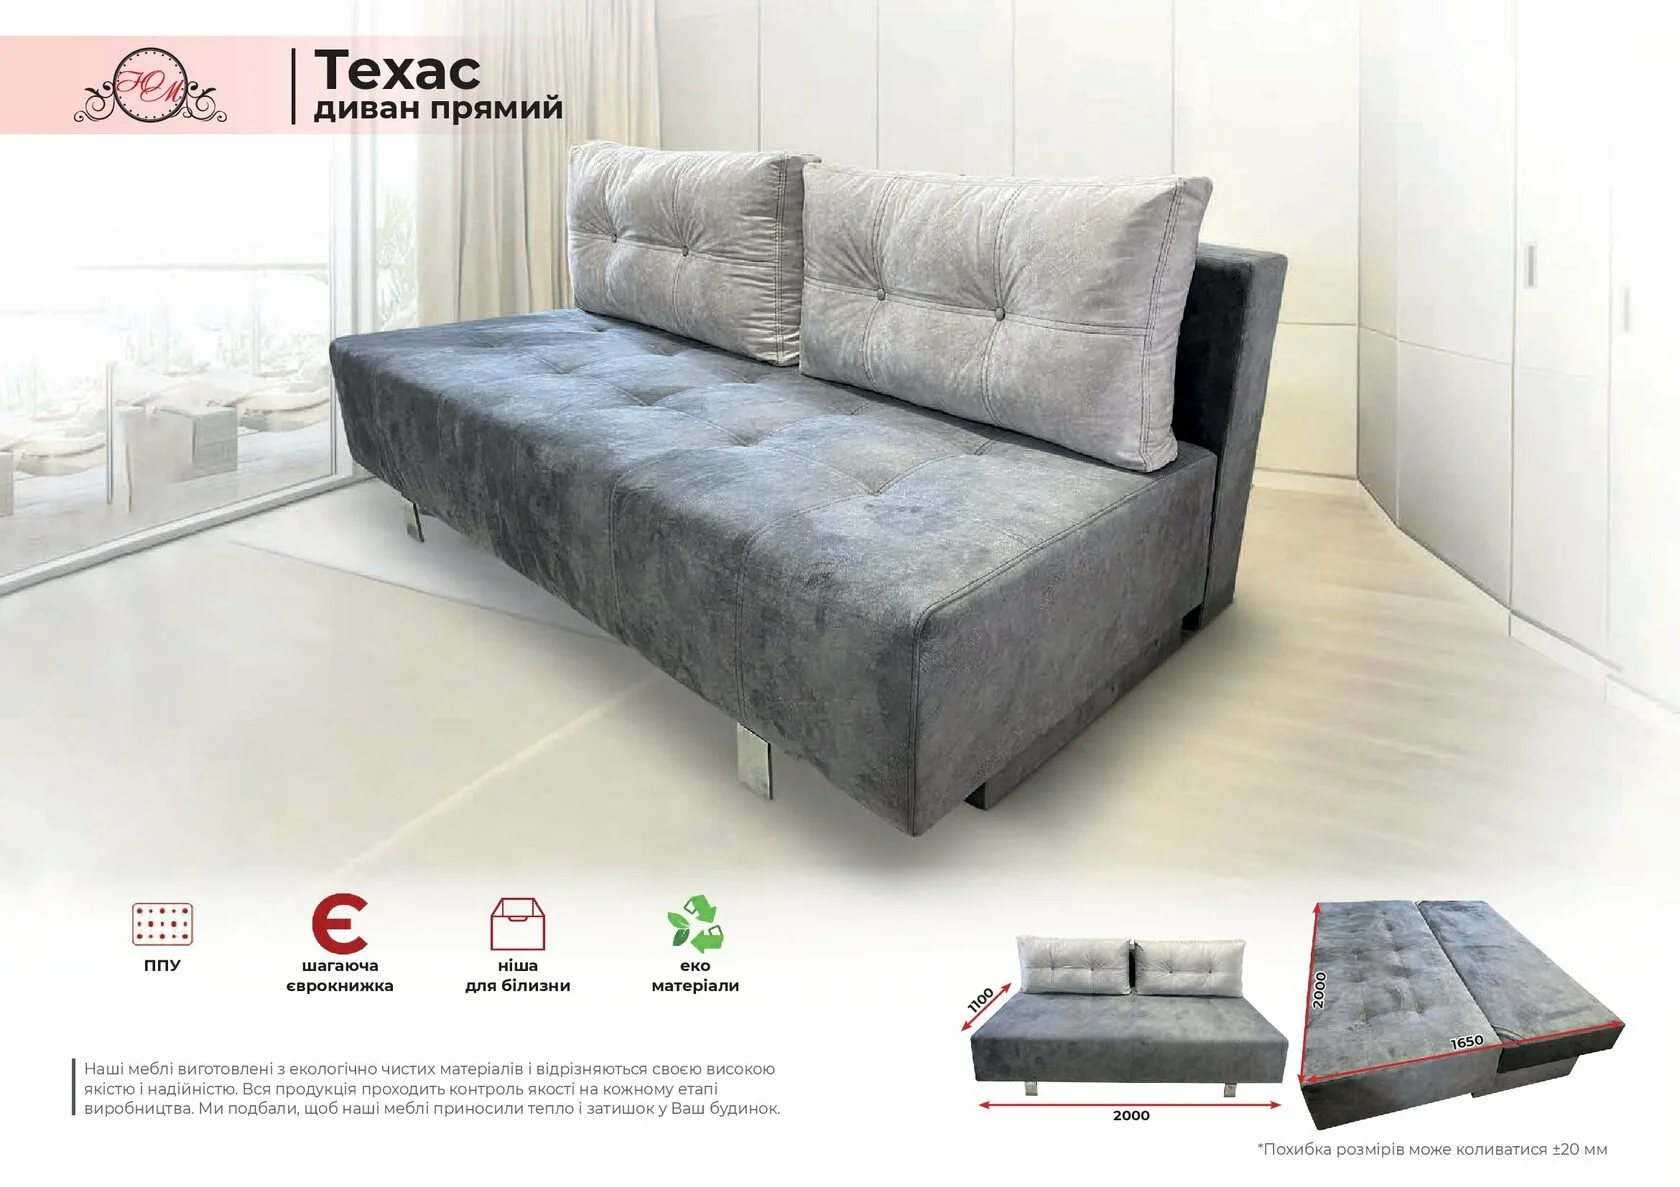 ЮМ
Техас
диван прямий
ППУ
Є
шагаюча
єврокнижка
ніша
для білизни
еко
матеріали
Наші меблі виготовлені з екологічно чистих матеріалів і відрізняються своєю високою
якістю і надійністю. Вся продукція проходить контроль якості на кожному етапі
виробництва. Ми подбали, щоб наші меблі приносили тепло і затишок у Ваш будинок.
1100
2000
2000
1650
*Похибка розмірів може коливатися ±20 мм